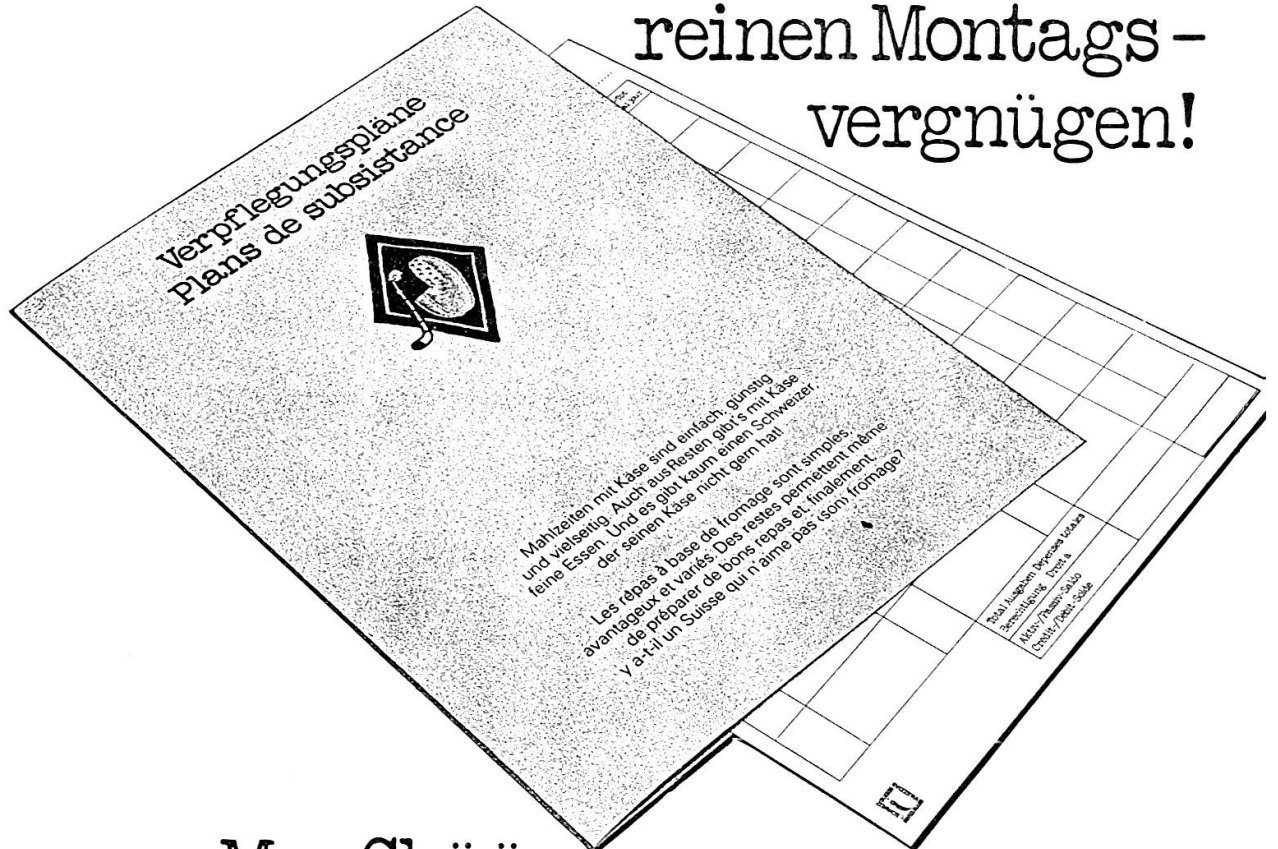 reinen Montags-
vergnügen!
Verpflegungspläne
Plans de subsistance
Mahlzeiten mit Käse sind einfach, günstig
und vielseitig. Auch aus Resten gibt's mit Käse
feine Essen. Und es gibt kaum einen Schweizer,
der seinen Käse nicht gern hat!
Les répas à base de fromage sont simples,
avantageux et variés. Des restes permettent même
de préparer de bons repas et, finalement,
y a-t-il un Suisse qui n'aime pas (son) fromage?
Total Ausgaben Dépenses totales
Berechtigung Droit à
Aktiv-/Passiv-Saldo
Crédit-/Débit-Solde